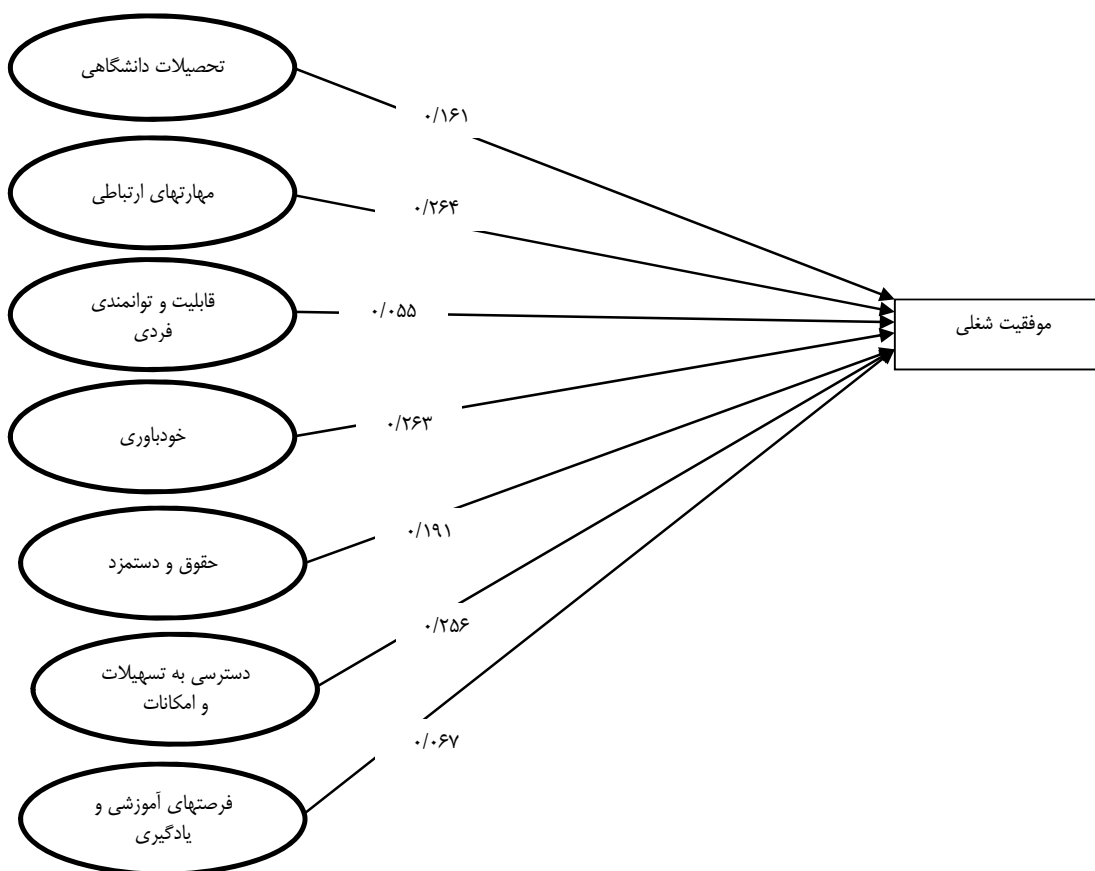 تحصیلات دانشگاهی
۰/۱۶۱
مهارتهای ارتباطی
۰/۲۶۴
قابلیت و توانمندی
فردی
۰/۰۵۵
موفقیت شغلی
خودباوری
۰/۲۶۳
حقوق و دستمزد
۰/۱۹۱
دسترسی به تسهیلات
و امکانات
۰/۲۵۶
فرصتهای آموزشی و
یادگیری
۰/۰۶۷